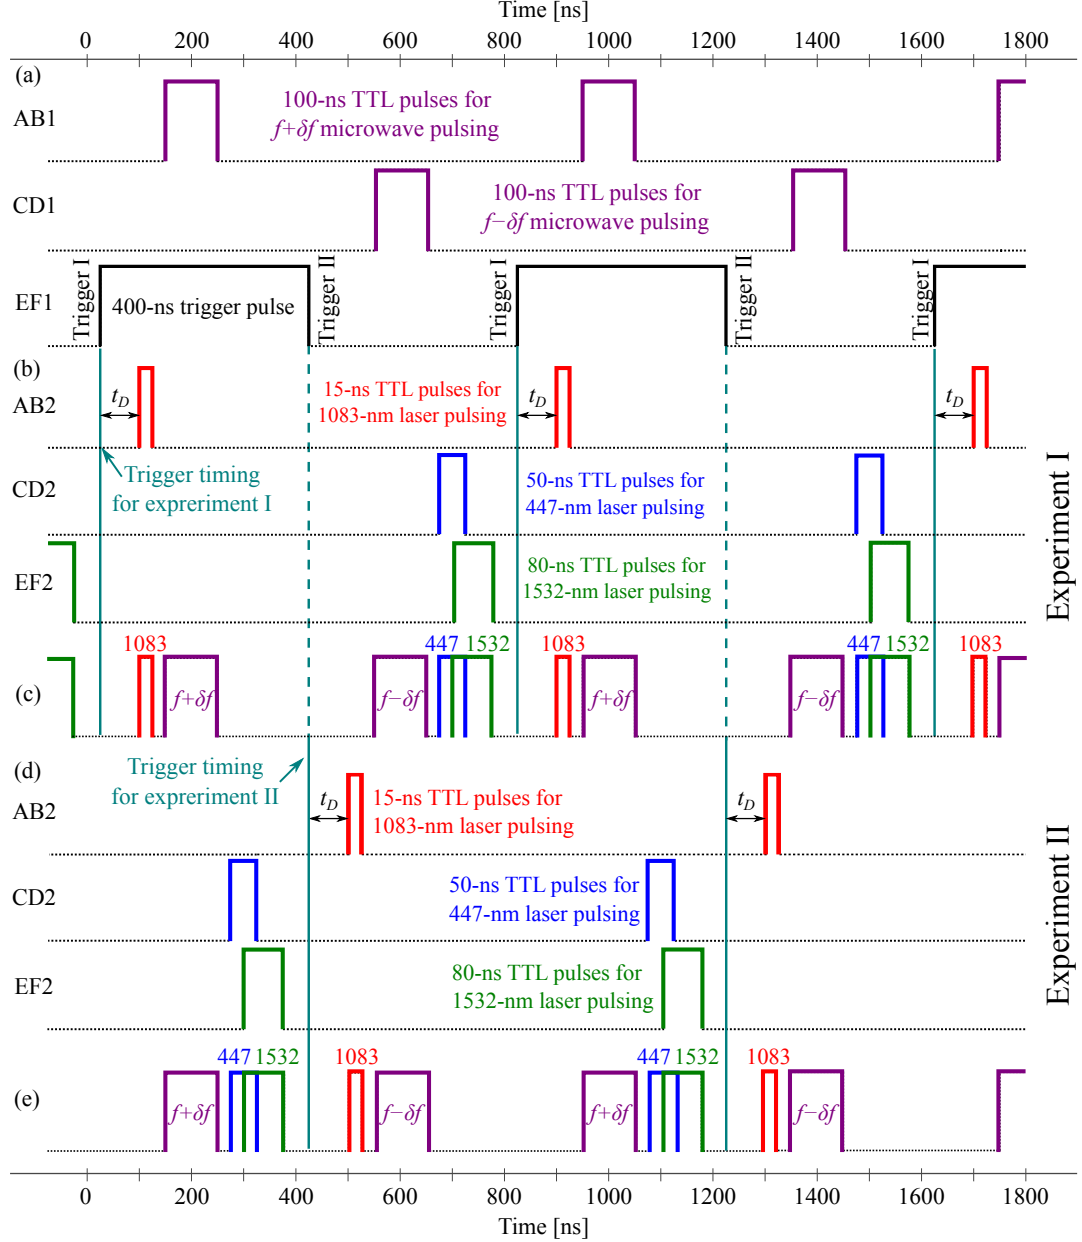 Time [ns]
0 200 400 600 800 1000 1200 1400 1600 1800
(a)
AB1
100-ns TTL pulses for
f+δf microwave pulsing
CD1
100-ns TTL pulses for
f−δf microwave pulsing
EF1
Trigger I
400-ns trigger pulse
Trigger II
Trigger I
Trigger II
Trigger I
(b)
AB2
t_D
15-ns TTL pulses for
1083-nm laser pulsing
t_D
t_D
Trigger timing
for expreriment I
CD2
50-ns TTL pulses for
447-nm laser pulsing
EF2
80-ns TTL pulses for
1532-nm laser pulsing
Experiment I
(c)
1083 447 1532 1083 447 1532 1083
f+δf f−δf f+δf f−δf
Trigger timing
for expreriment II
(d)
AB2
t_D
15-ns TTL pulses for
1083-nm laser pulsing
t_D
CD2
50-ns TTL pulses for
447-nm laser pulsing
EF2
80-ns TTL pulses for
1532-nm laser pulsing
Experiment II
(e)
447 1532 1083 447 1532 1083
f+δf f−δf f+δf f−δf
0 200 400 600 800 1000 1200 1400 1600 1800
Time [ns]